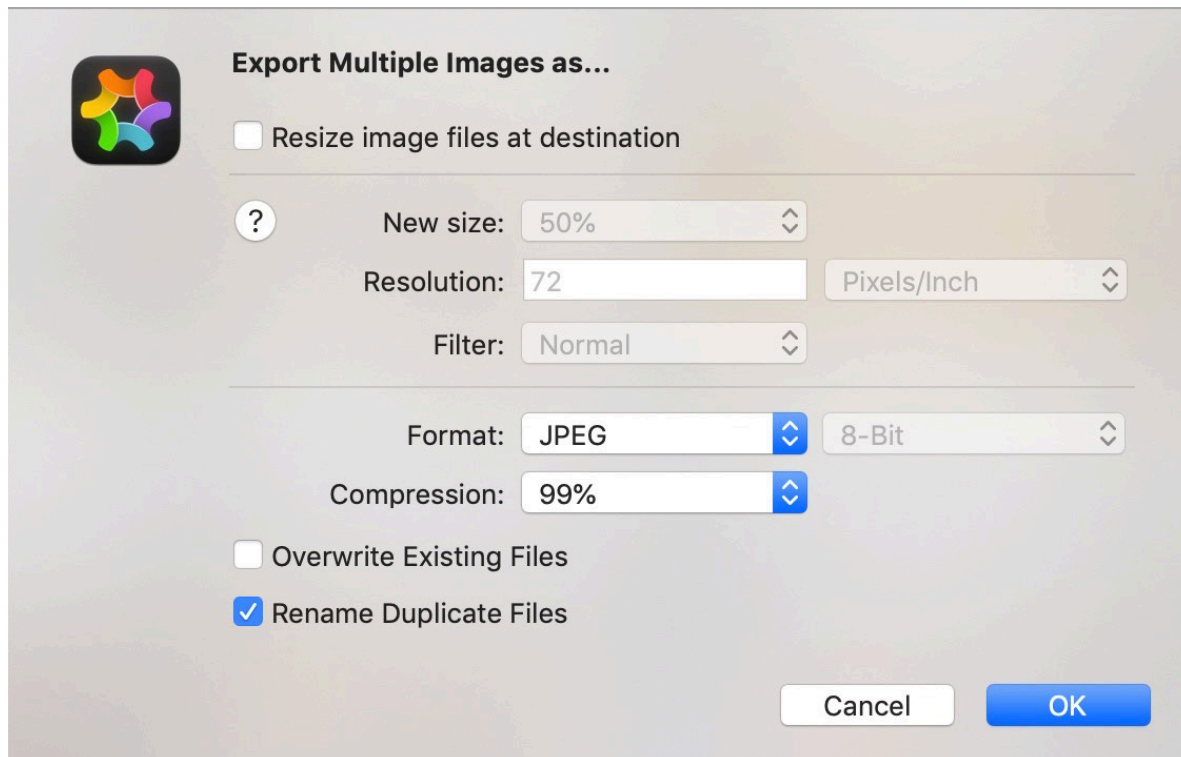 Export Multiple Images as...
Resize image files at destination
? New size: 50%
Resolution: 72 Pixels/Inch
Filter: Normal
Format: JPEG 8-Bit
Compression: 99%
Overwrite Existing Files
Rename Duplicate Files
Cancel OK